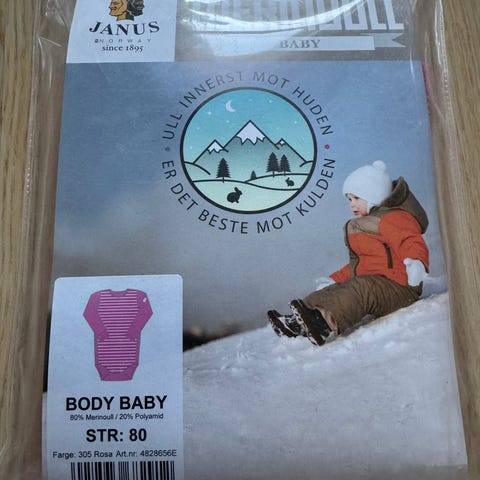 JANUS
NORWAY
since 1895
BABY
ULL INNERST MOT HUDEN
ER DET BESTE MOT KULDEN
BODY BABY
80% Merinoull / 20% Polyamid
STR: 80
Farge: 305 Rosa Art.nr: 4828656E